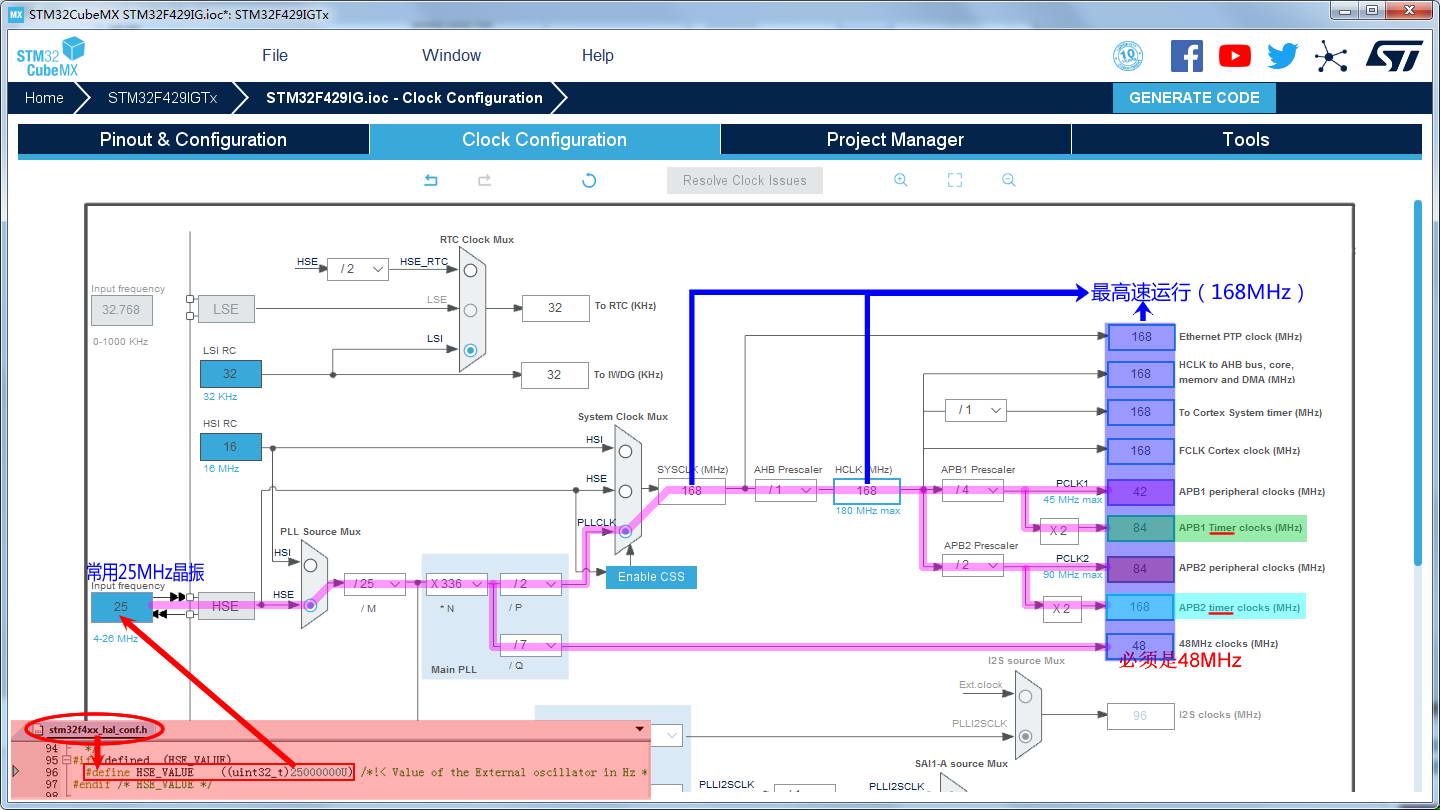 MX STM32CubeMX STM32F429IG.ioc*: STM32F429IGTx
STM32
CubeMX
File
Window
Help
10
Home
STM32F429IGTx
STM32F429IG.ioc - Clock Configuration
GENERATE CODE
Pinout & Configuration
Clock Configuration
Project Manager
Tools
Resolve Clock Issues
RTC Clock Mux
HSE
/ 2
HSE_RTC
Input frequency
32.768
LSE
LSE
32
To RTC (KHz)
0-1000 KHz
LSI RC
LSI
32
32
To IWDG (KHz)
32 KHz
最高速运行（168MHz）
168
Ethernet PTP clock (MHz)
168
HCLK to AHB bus, core,
memory and DMA (MHz)
/ 1
168
To Cortex System timer (MHz)
System Clock Mux
HSI RC
16
HSI
16 MHz
168
FCLK Cortex clock (MHz)
HSE
SYSCLK (MHz)
AHB Prescaler
HCLK (MHz)
APB1 Prescaler
168
/ 1
168
/ 4
PCLK1
42
APB1 peripheral clocks (MHz)
180 MHz max
45 MHz max
PLLCLK
PLL Source Mux
X 2
84
APB1 Timer clocks (MHz)
HSI
APB2 Prescaler
/ 2
PCLK2
84
APB2 peripheral clocks (MHz)
90 MHz max
Enable CSS
常用25MHz晶振
Input frequency
25
HSE
HSE
/ 25
X 336
/ 2
/ M
* N
/ P
4-26 MHz
X 2
168
APB2 timer clocks (MHz)
/ 7
48
48MHz clocks (MHz)
/ Q
Main PLL
必须是48MHz
I2S source Mux
Ext.clock
PLLI2SCLK
96
I2S clocks (MHz)
SAI1-A source Mux
PLLI2SCLK
/ 1
stm32f4xx_hal_conf.h
94 */
95 #if !defined (HSE_VALUE)
96 #define HSE_VALUE ((uint32_t)25000000U) /*!< Value of the External oscillator in Hz *
97 #endif /* HSE_VALUE */
98